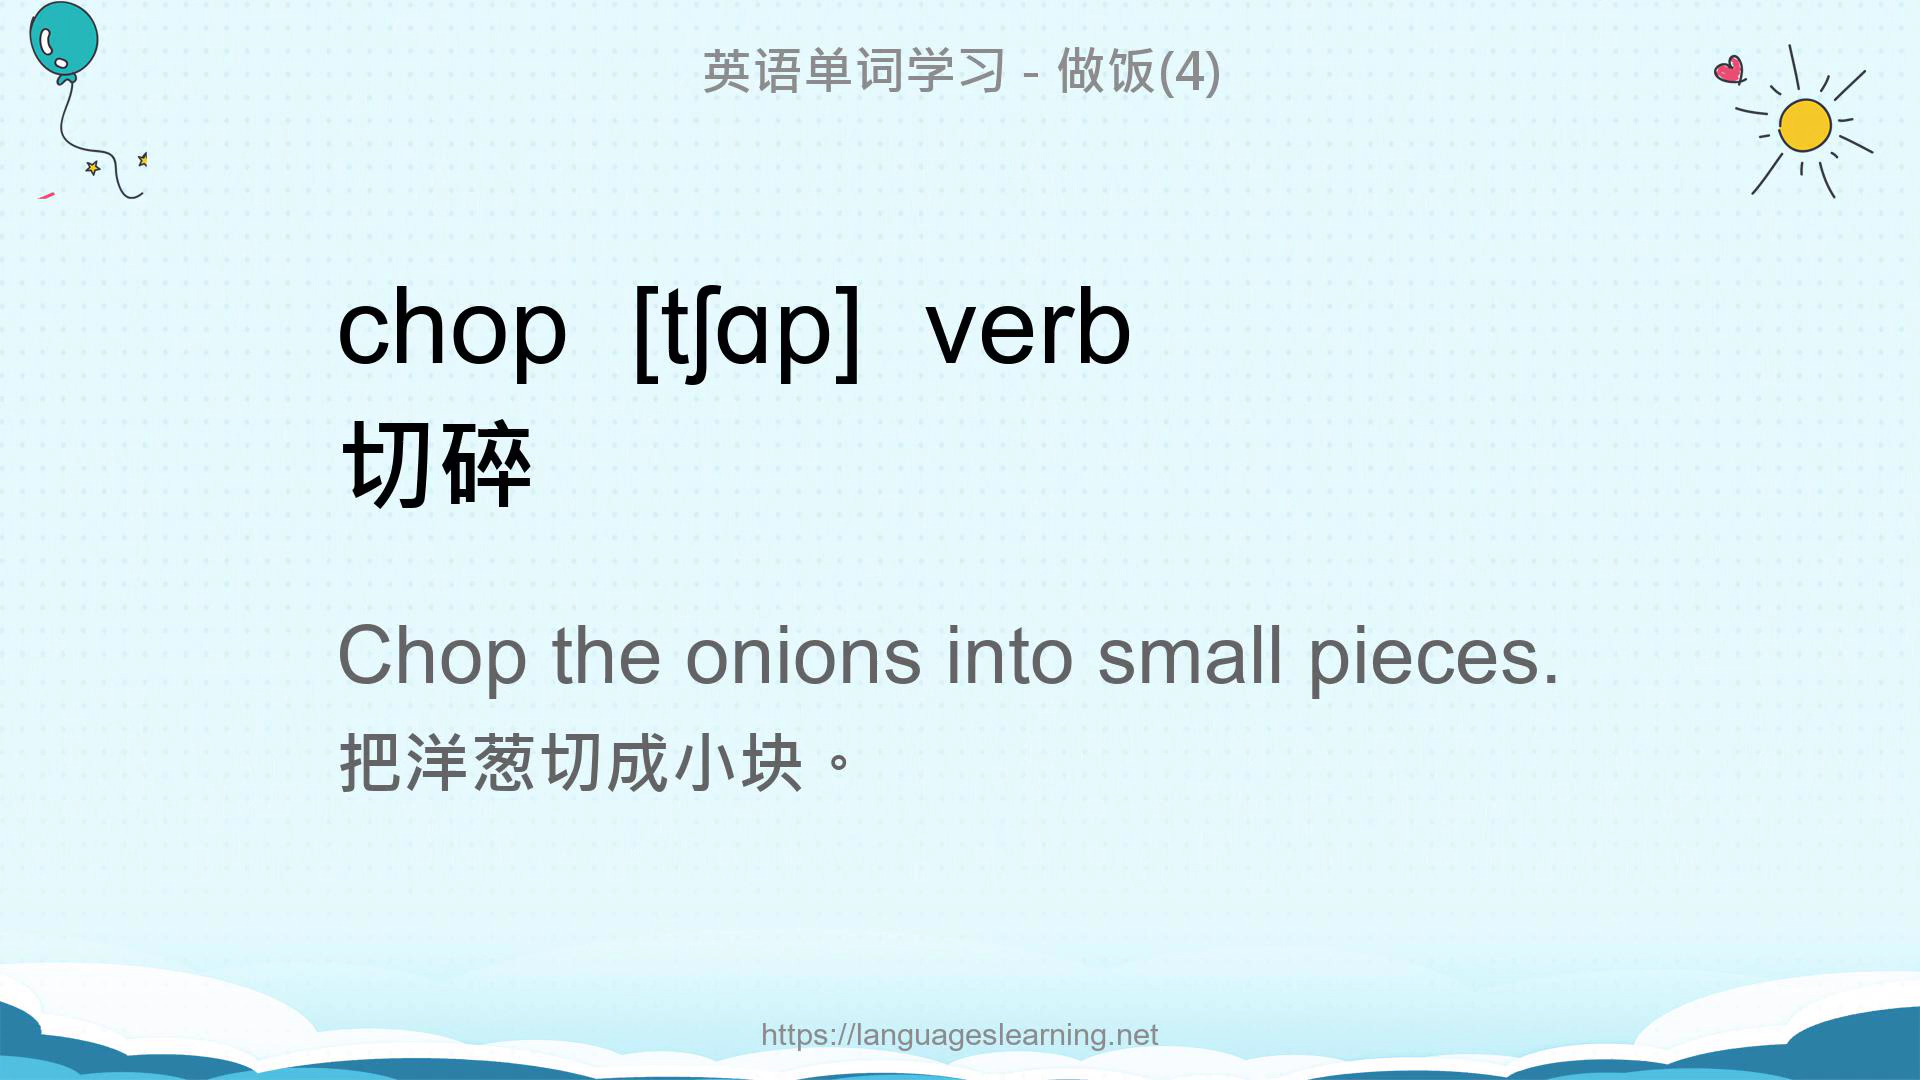 英语单词学习 - 做饭(4)
chop [tʃɑp] verb
切碎
Chop the onions into small pieces.
把洋葱切成小块。
https://languageslearning.net